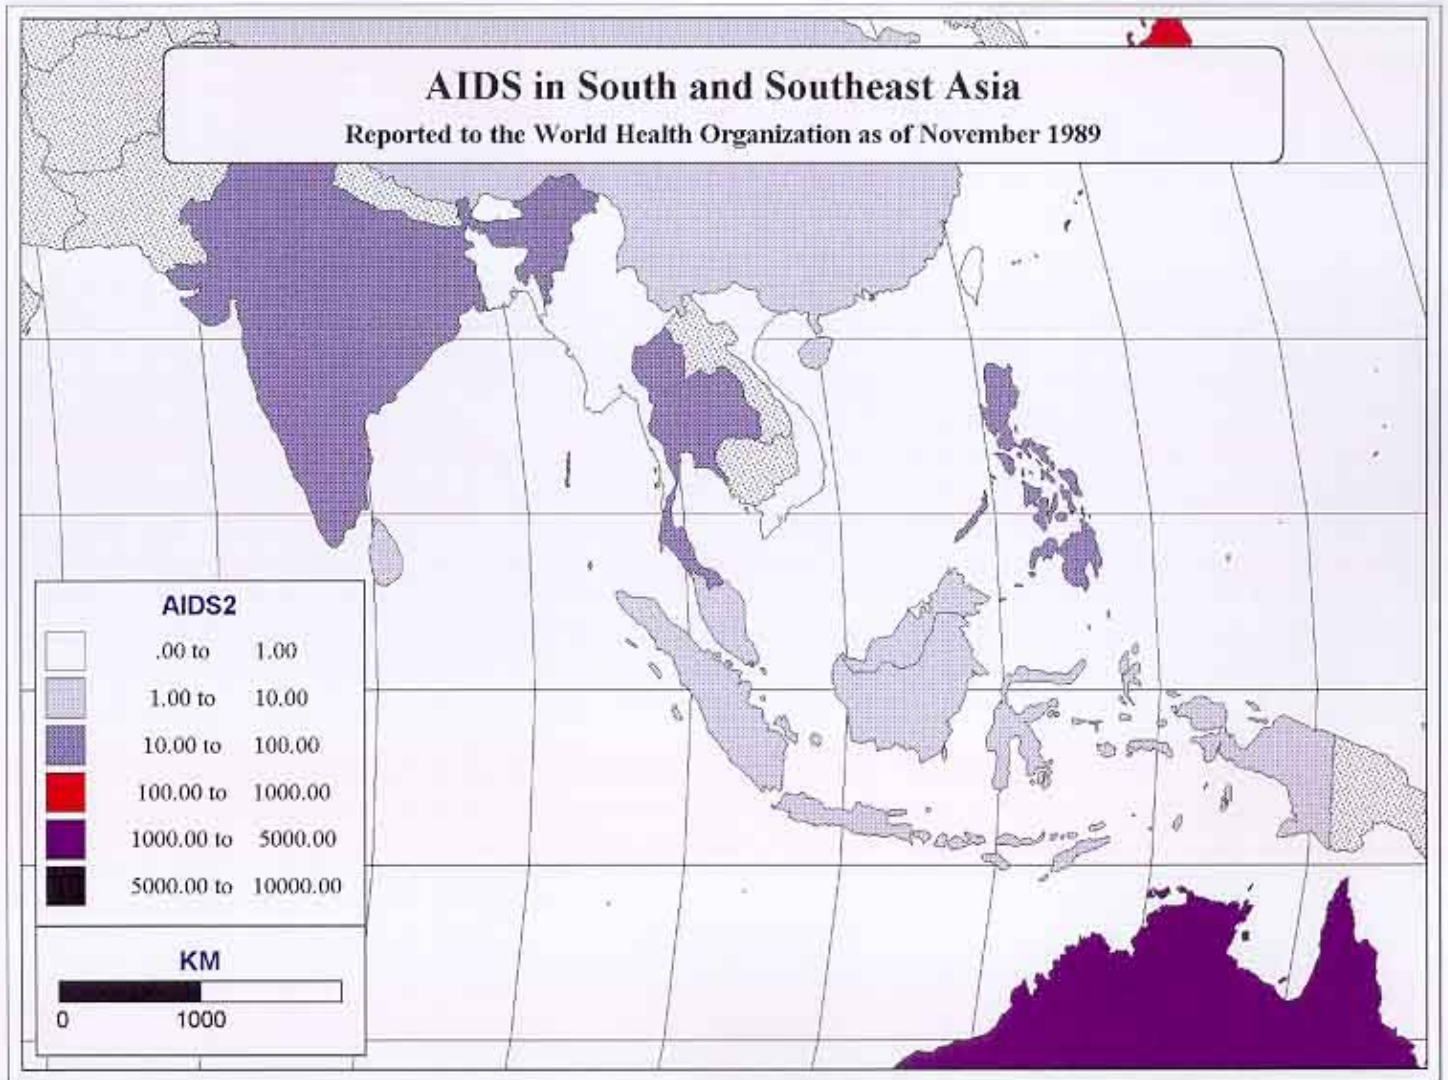 AIDS in South and Southeast Asia
Reported to the World Health Organization as of November 1989
AIDS2
.00 to 1.00
1.00 to 10.00
10.00 to 100.00
100.00 to 1000.00
1000.00 to 5000.00
5000.00 to 10000.00
KM
0 1000